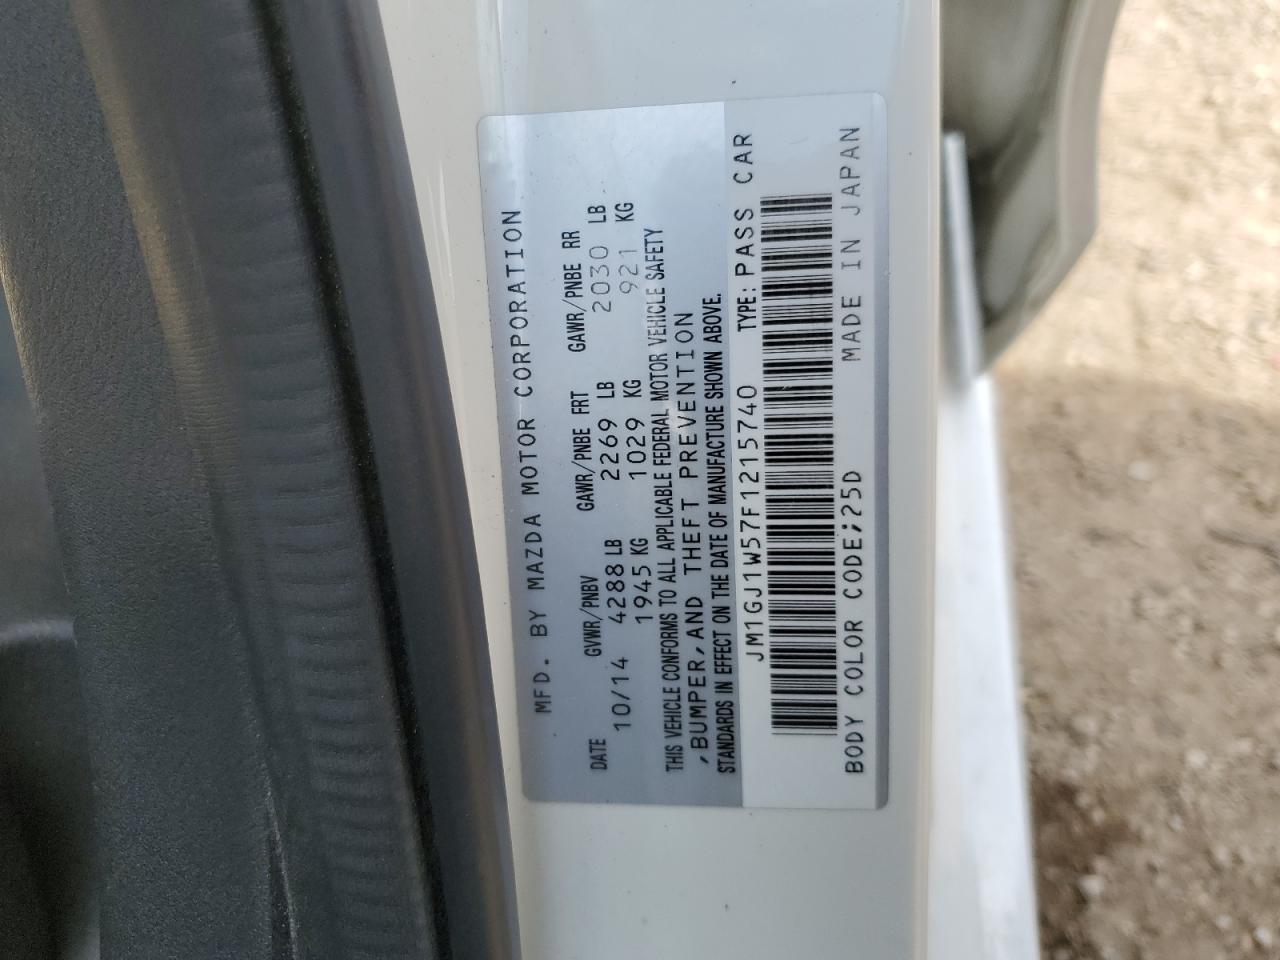 MFD. BY MAZDA MOTOR CORPORATION
DATE GVWR/PNBV GAWR/PNBE FRT GAWR/PNBE RR
10/14 4288 LB 2269 LB 2030 LB
1945 KG 1029 KG 921 KG
THIS VEHICLE CONFORMS TO ALL APPLICABLE FEDERAL MOTOR VEHICLE SAFETY
,BUMPER,AND THEFT PREVENTION
STANDARDS IN EFFECT ON THE DATE OF MANUFACTURE SHOWN ABOVE.
JM1GJ1W57F1215740 TYPE: PASS CAR
BODY COLOR CODE;25D MADE IN JAPAN